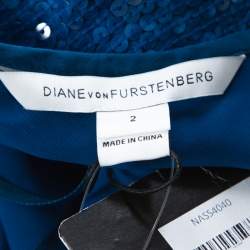 DIANE VON FURSTENBERG
2
MADE IN CHINA
NAS54040